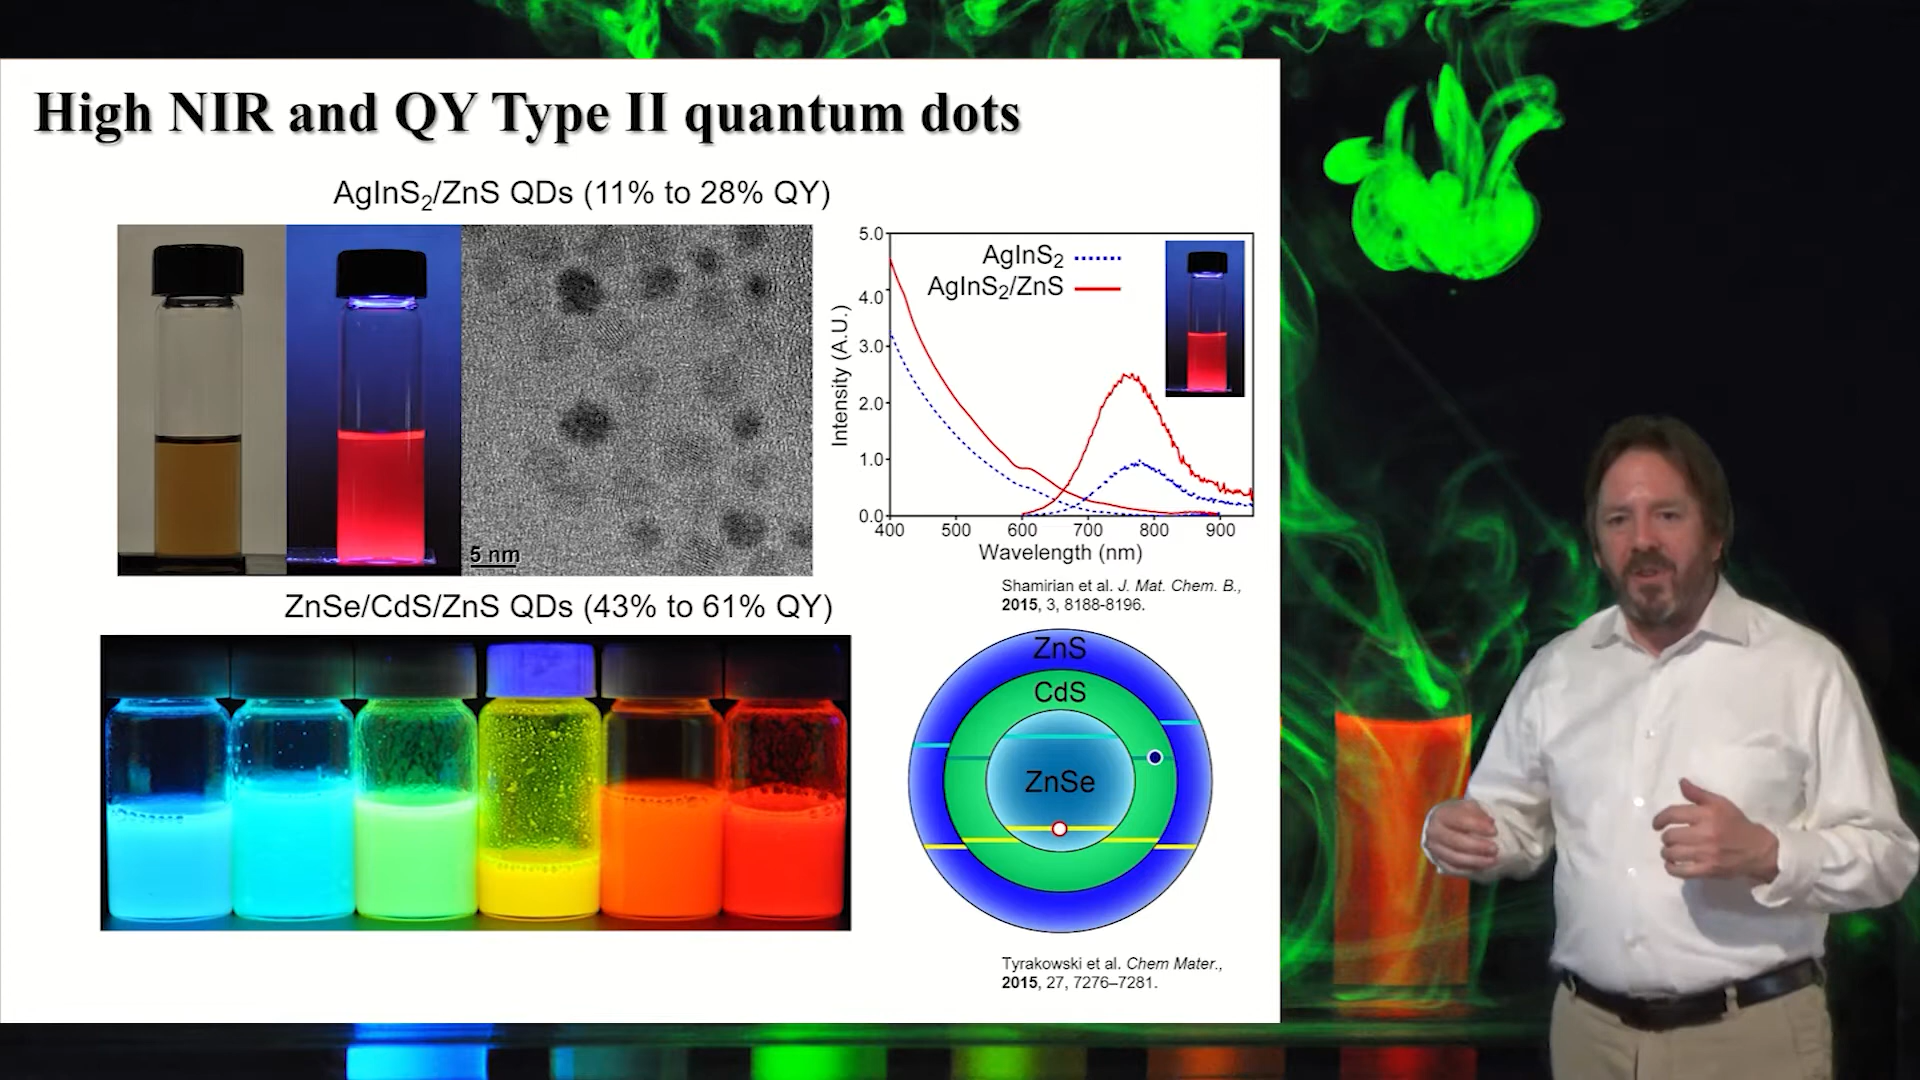 High NIR and QY Type II quantum dots
AgInS₂/ZnS QDs (11% to 28% QY)
5 nm
5.0
4.0
3.0
2.0
1.0
0.0
Intensity (A.U.)
AgInS₂
AgInS₂/ZnS
400 500 600 700 800 900
Wavelength (nm)
Shamirian et al. J. Mat. Chem. B.,
2015, 3, 8188-8196.
ZnSe/CdS/ZnS QDs (43% to 61% QY)
ZnS
CdS
ZnSe
Tyrakowski et al. Chem Mater.,
2015, 27, 7276–7281.